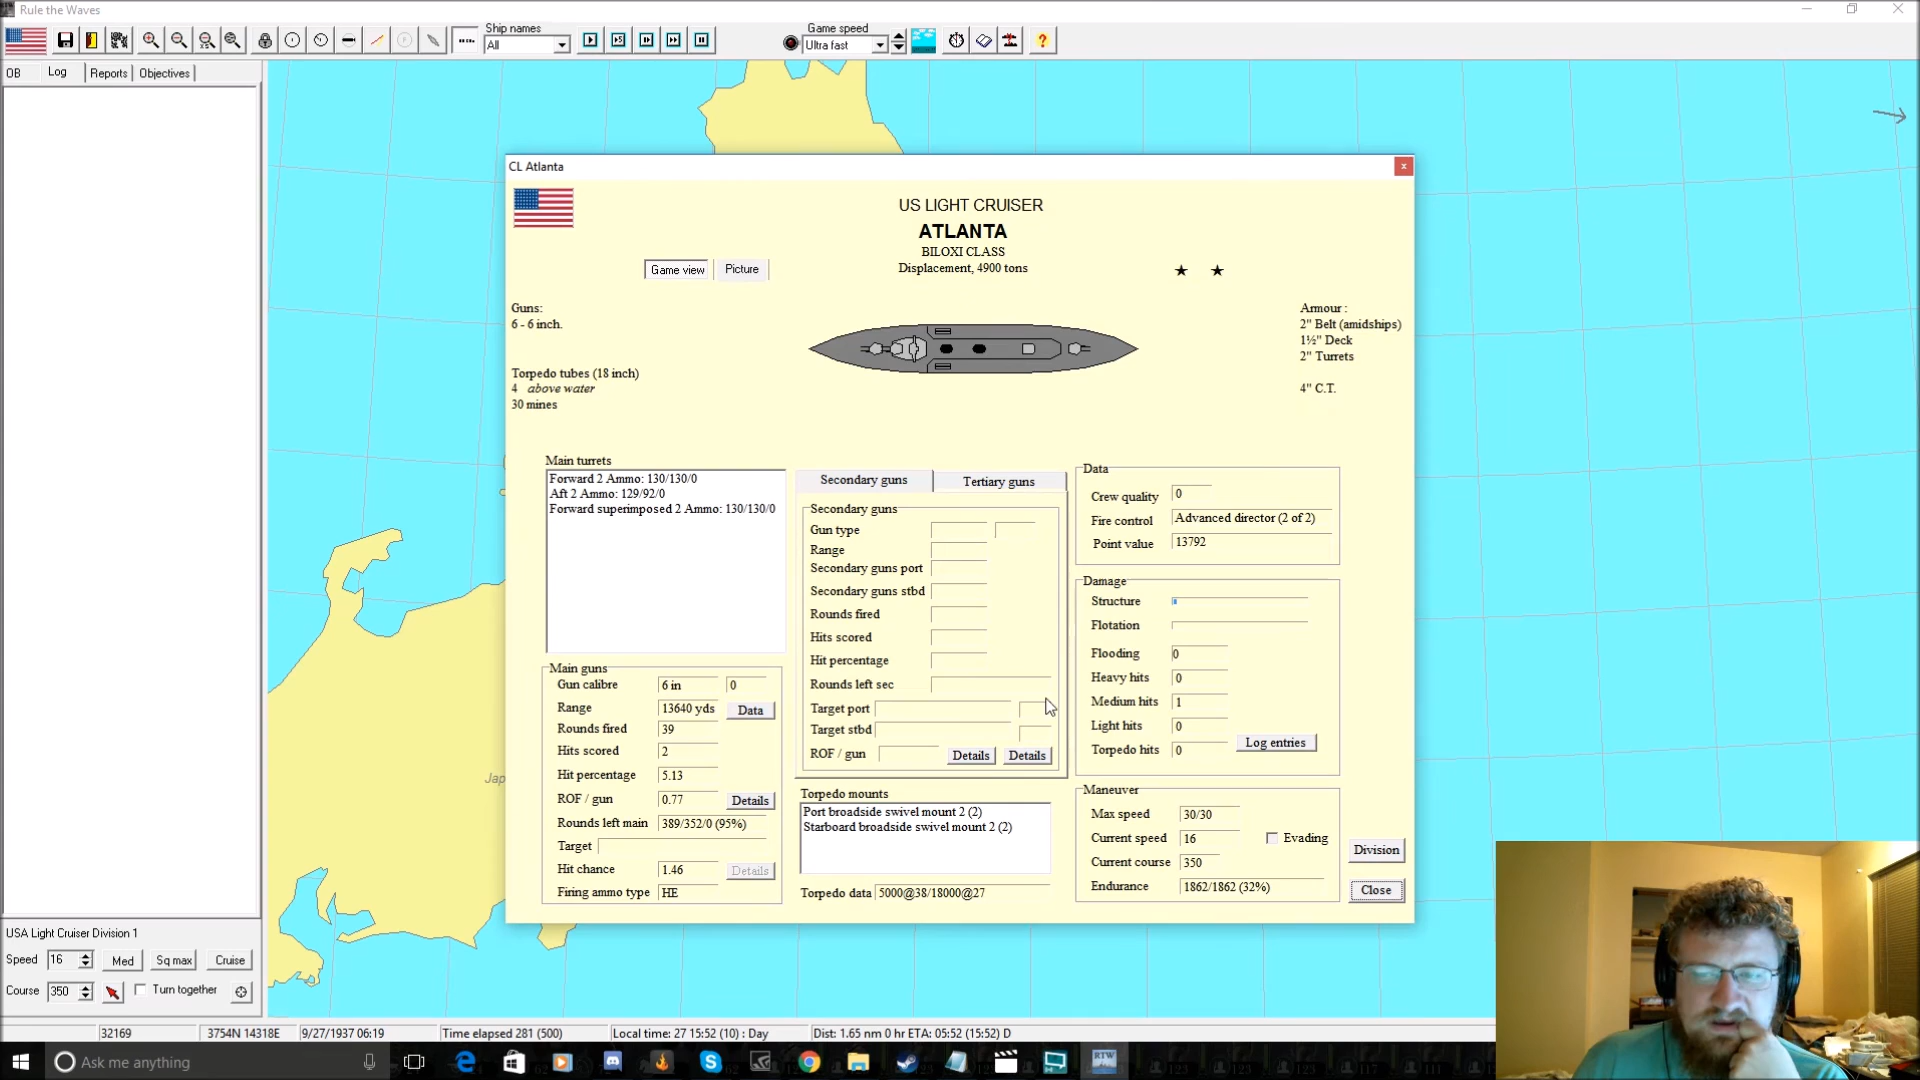 Rule the Waves
Ship names
All
Game speed
Ultra fast
?
OB
Log
Reports
Objectives
CL Atlanta
x
US LIGHT CRUISER
ATLANTA
BILOXI CLASS
Displacement, 4900 tons
Game view
Picture
Guns:
6 - 6 inch.
Torpedo tubes (18 inch)
4 above water
30 mines
Armour :
2" Belt (amidships)
1½" Deck
2" Turrets
4" C.T.
Main turrets
Forward 2 Ammo: 130/130/0
Aft 2 Ammo: 129/92/0
Forward superimposed 2 Ammo: 130/130/0
Main guns
Gun calibre 6 in 0
Range 13640 yds Data
Rounds fired 39
Hits scored 2
Hit percentage 5.13
ROF / gun 0.77 Details
Rounds left main 389/352/0 (95%)
Target
Hit chance 1.46 Details
Firing ammo type HE
Secondary guns
Tertiary guns
Secondary guns
Gun type
Range
Secondary guns port
Secondary guns stbd
Rounds fired
Hits scored
Hit percentage
Rounds left sec
Target port
Target stbd
ROF / gun Details Details
Torpedo mounts
Port broadside swivel mount 2 (2)
Starboard broadside swivel mount 2 (2)
Torpedo data 5000@38/18000@27
Data
Crew quality 0
Fire control Advanced director (2 of 2)
Point value 13792
Damage
Structure
Flotation
Flooding 0
Heavy hits 0
Medium hits 1
Light hits 0
Torpedo hits 0 Log entries
Maneuver
Max speed 30/30
Current speed 16 Evading
Current course 350
Endurance 1862/1862 (32%)
Division
Close
Jap
USA Light Cruiser Division 1
Speed 16 Med Sq max Cruise
Course 350 Turn together
32169
3754N 14318E
9/27/1937 06:19
Time elapsed 281 (500)
Local time: 27 15:52 (10) : Day
Dist: 1.65 nm 0 hr ETA: 05:52 (15:52) D
Ask me anything
RTW